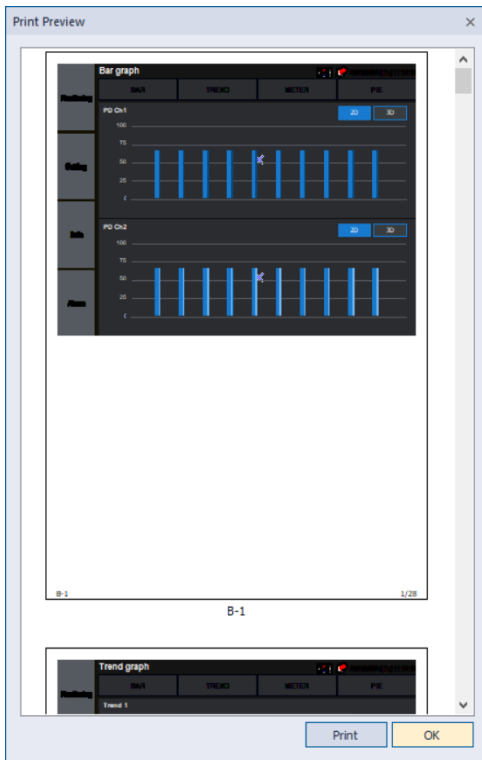 Print Preview
Bar graph
BAR TREND METER PIE
Monitoring
PD Ch1
2D 3D
100
75
50
25
0
Setting
PD Ch2
2D 3D
100
75
50
25
0
Info
Alarm
B-1 1/28
B-1
Trend graph
BAR TREND METER PIE
Monitoring
Trend 1
Print OK